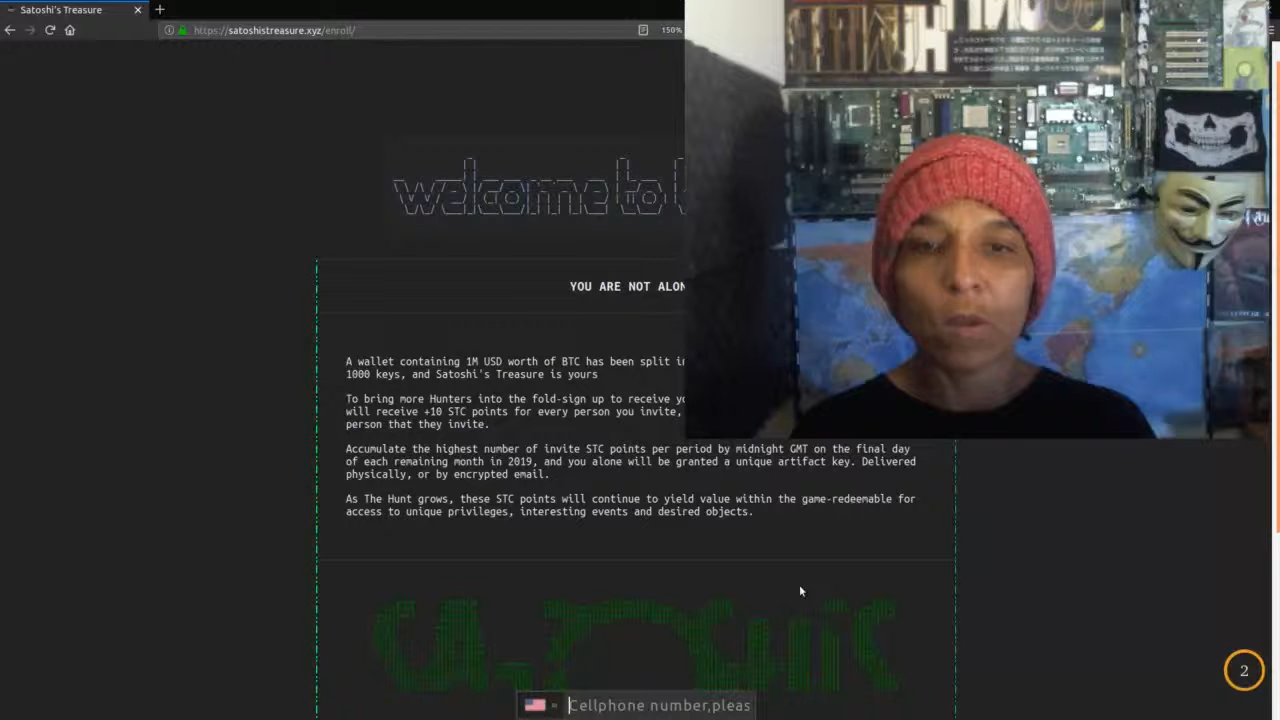 Satoshi's Treasure
https://satoshistreasure.xyz/enroll/
150%
welcome to
YOU ARE NOT ALON
A wallet containing 1M USD worth of BTC has been split in
1000 keys, and Satoshi's Treasure is yours
To bring more Hunters into the fold-sign up to receive yo
will receive +10 STC points for every person you invite,
person that they invite.
Accumulate the highest number of invite STC points per period by midnight GMT on the final day
of each remaining month in 2019, and you alone will be granted a unique artifact key. Delivered
physically, or by encrypted email.
As The Hunt grows, these STC points will continue to yield value within the game-redeemable for
access to unique privileges, interesting events and desired objects.
Cellphone number,pleas
2